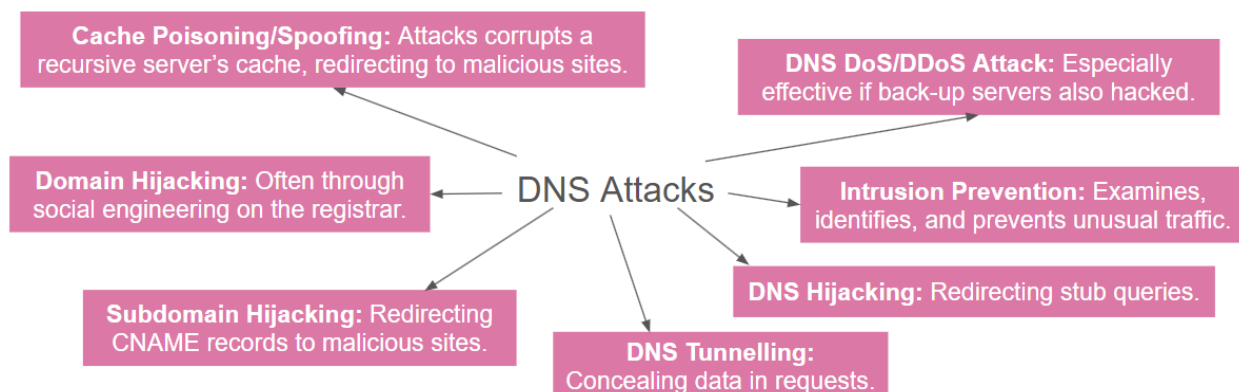 Cache Poisoning/Spoofing: Attacks corrupts a
recursive server's cache, redirecting to malicious sites.
DNS DoS/DDoS Attack: Especially
effective if back-up servers also hacked.
Domain Hijacking: Often through
social engineering on the registrar.
DNS Attacks
Intrusion Prevention: Examines,
identifies, and prevents unusual traffic.
Subdomain Hijacking: Redirecting
CNAME records to malicious sites.
DNS Hijacking: Redirecting stub queries.
DNS Tunnelling:
Concealing data in requests.